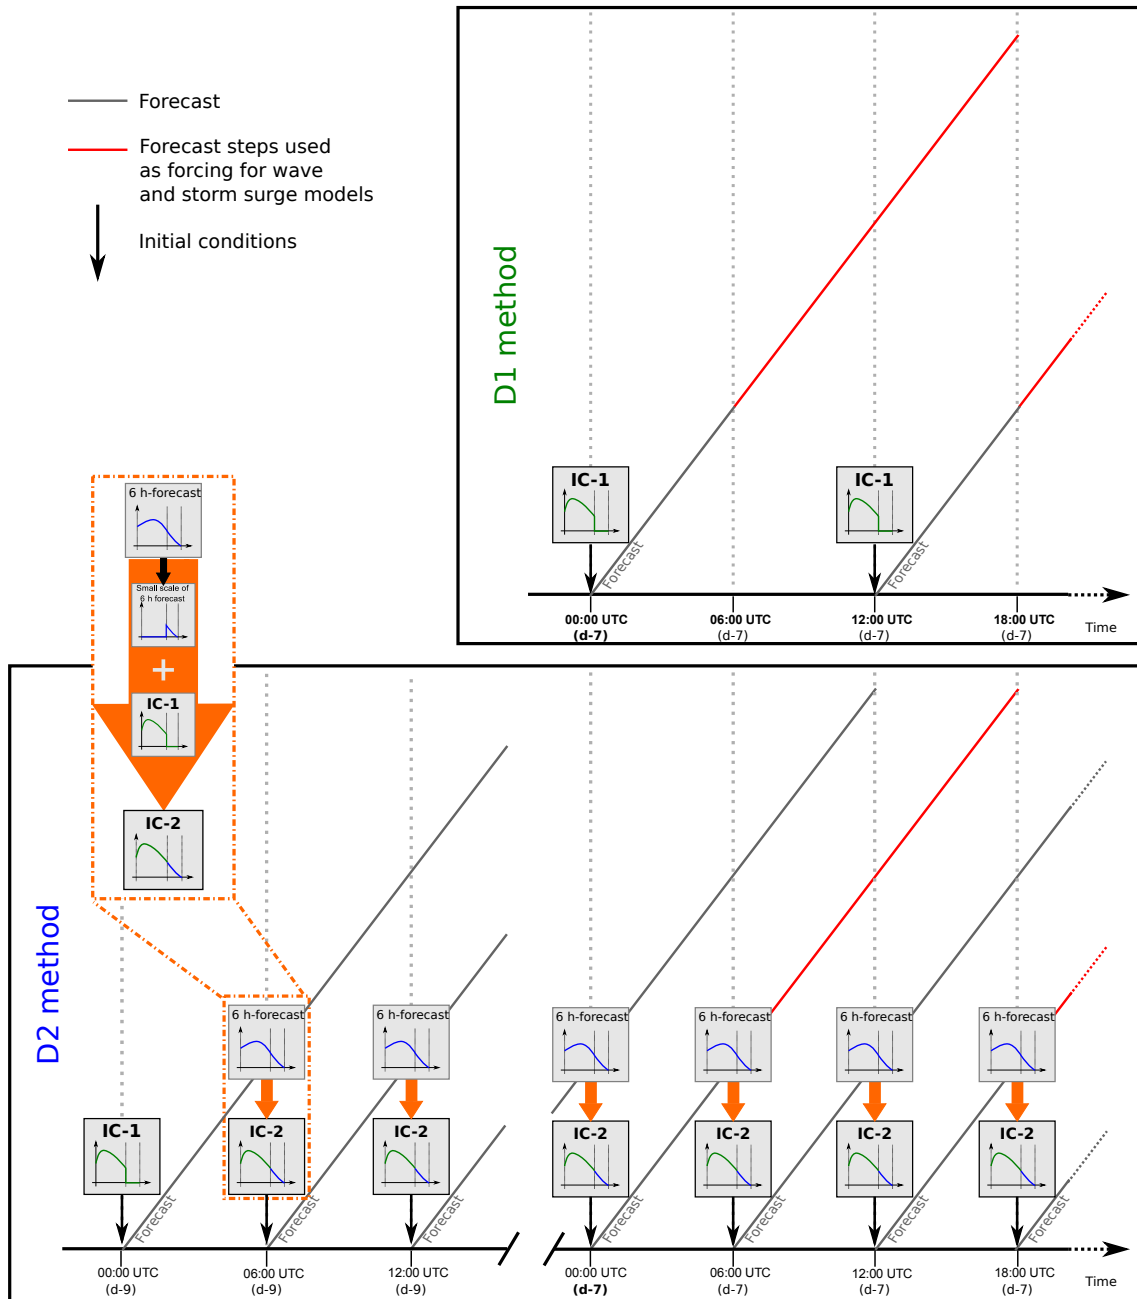 Forecast
Forecast steps used
as forcing for wave
and storm surge models
Initial conditions
D1 method
IC-1
IC-1
Forecast
Forecast
00:00 UTC
(d-7)
06:00 UTC
(d-7)
12:00 UTC
(d-7)
18:00 UTC
(d-7)
Time
6 h-forecast
Small scale of
6 h forecast
+
IC-1
IC-2
D2 method
6 h-forecast
6 h-forecast
6 h-forecast
6 h-forecast
6 h-forecast
6 h-forecast
IC-1
IC-2
IC-2
IC-2
IC-2
IC-2
IC-2
Forecast
Forecast
Forecast
Forecast
Forecast
Forecast
00:00 UTC
(d-9)
06:00 UTC
(d-9)
12:00 UTC
(d-9)
00:00 UTC
(d-7)
06:00 UTC
(d-7)
12:00 UTC
(d-7)
18:00 UTC
(d-7)
Time